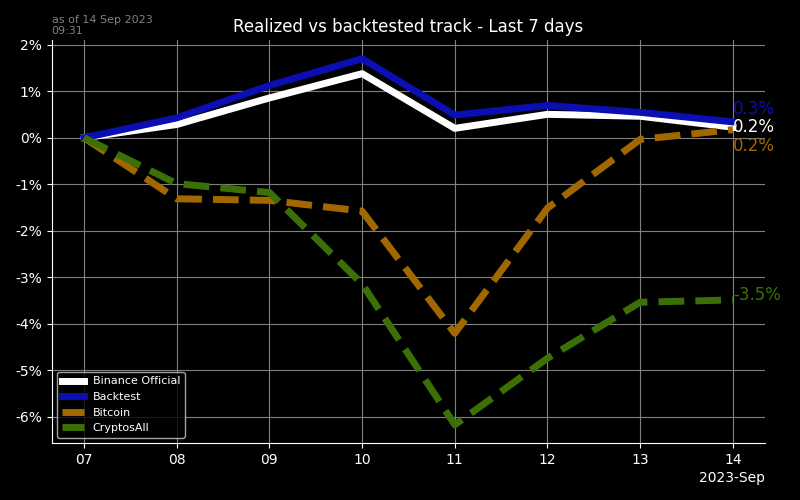 as of 14 Sep 2023
09:31
Realized vs backtested track - Last 7 days
2%
1%
0%
-1%
-2%
-3%
-4%
-5%
-6%
0.3%
0.2%
0.2%
-3.5%
Binance Official
Backtest
Bitcoin
CryptosAll
07 08 09 10 11 12 13 14
2023-Sep